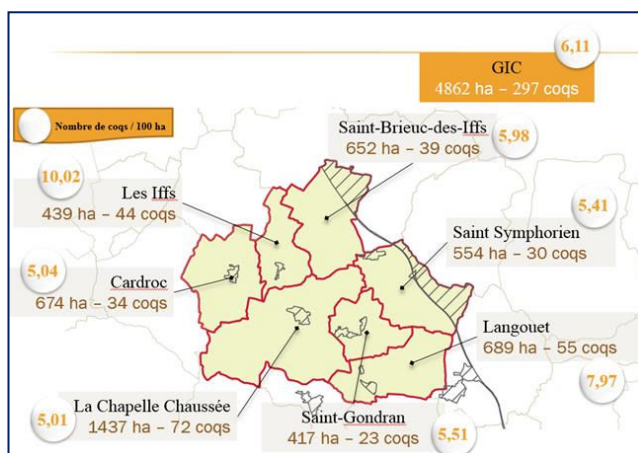 6,11
GIC
4862 ha – 297 coqs
Nombre de coqs / 100 ha
Saint-Brieuc-des-Iffs
652 ha – 39 coqs
5,98
10,02
Les Iffs
439 ha – 44 coqs
5,41
Saint Symphorien
554 ha – 30 coqs
5,04
Cardroc
674 ha – 34 coqs
Langouet
689 ha – 55 coqs
7,97
La Chapelle Chaussée
1437 ha – 72 coqs
5,01
Saint-Gondran
417 ha – 23 coqs
5,51